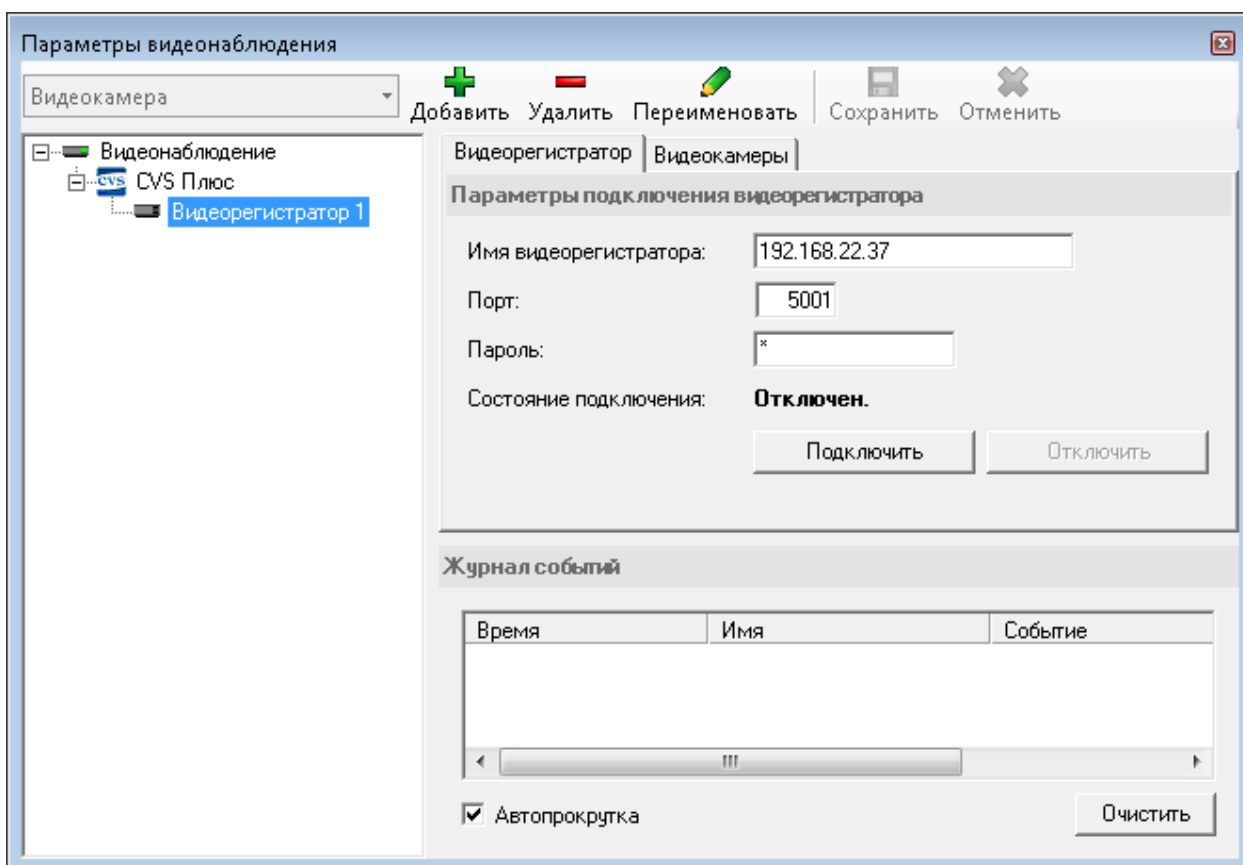 Параметры видеонаблюдения
Видеокамера
Добавить Удалить Переименовать Сохранить Отменить
Видеонаблюдение
CVS CVS Плюс
Видеорегистратор 1
Видеорегистратор Видеокамеры
Параметры подключения видеорегистратора
Имя видеорегистратора: 192.168.22.37
Порт: 5001
Пароль: *
Состояние подключения: Отключен.
Подключить Отключить
Журнал событий
Время Имя Событие
Автопрокрутка Очистить